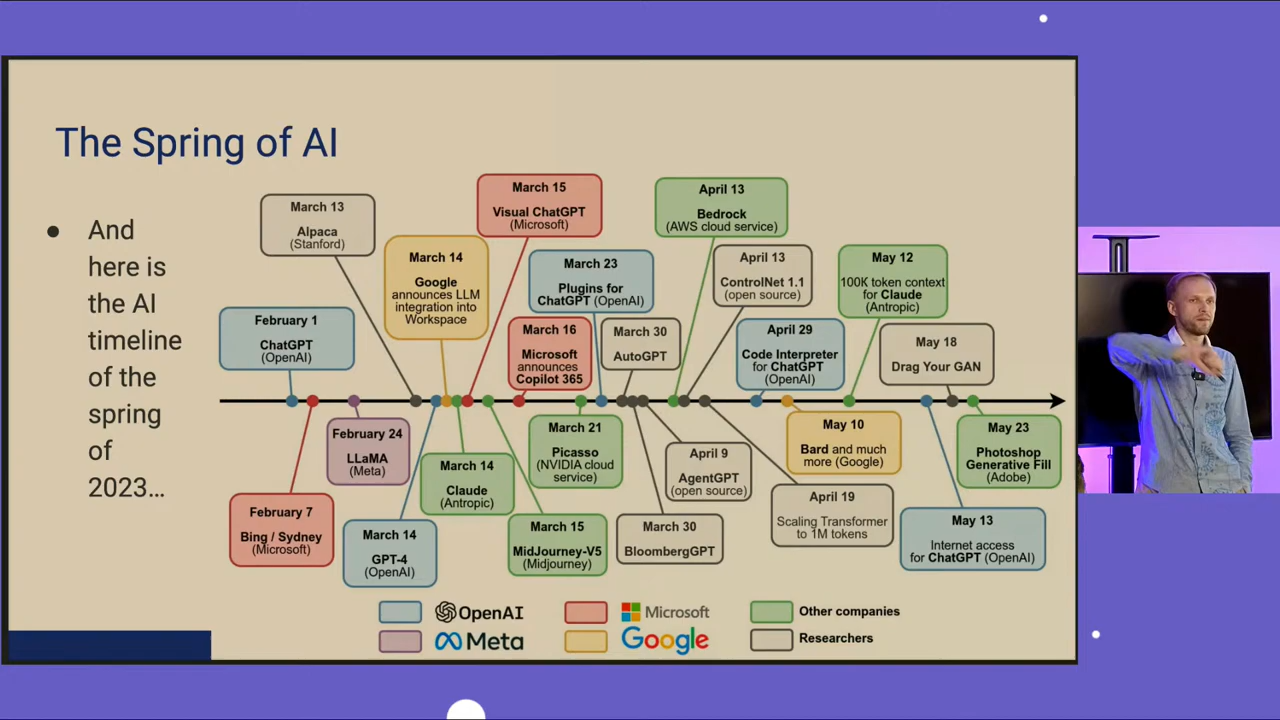 The Spring of AI
● And
here is
the AI
timeline
of the
spring
of
2023…
February 1
ChatGPT
(OpenAI)
February 7
Bing / Sydney
(Microsoft)
February 24
LLaMA
(Meta)
March 13
Alpaca
(Stanford)
March 14
GPT-4
(OpenAI)
March 14
Google
announces LLM
integration into
Workspace
March 14
Claude
(Antropic)
March 15
Visual ChatGPT
(Microsoft)
March 15
MidJourney-V5
(Midjourney)
March 16
Microsoft
announces
Copilot 365
March 21
Picasso
(NVIDIA cloud
service)
March 23
Plugins for
ChatGPT (OpenAI)
March 30
AutoGPT
March 30
BloombergGPT
April 9
AgentGPT
(open source)
April 13
Bedrock
(AWS cloud service)
April 13
ControlNet 1.1
(open source)
April 19
Scaling Transformer
to 1M tokens
April 29
Code Interpreter
for ChatGPT
(OpenAI)
May 10
Bard and much
more (Google)
May 12
100K token context
for Claude
(Antropic)
May 13
Internet access
for ChatGPT (OpenAI)
May 18
Drag Your GAN
May 23
Photoshop
Generative Fill
(Adobe)
OpenAI
Microsoft
Other companies
Meta
Google
Researchers